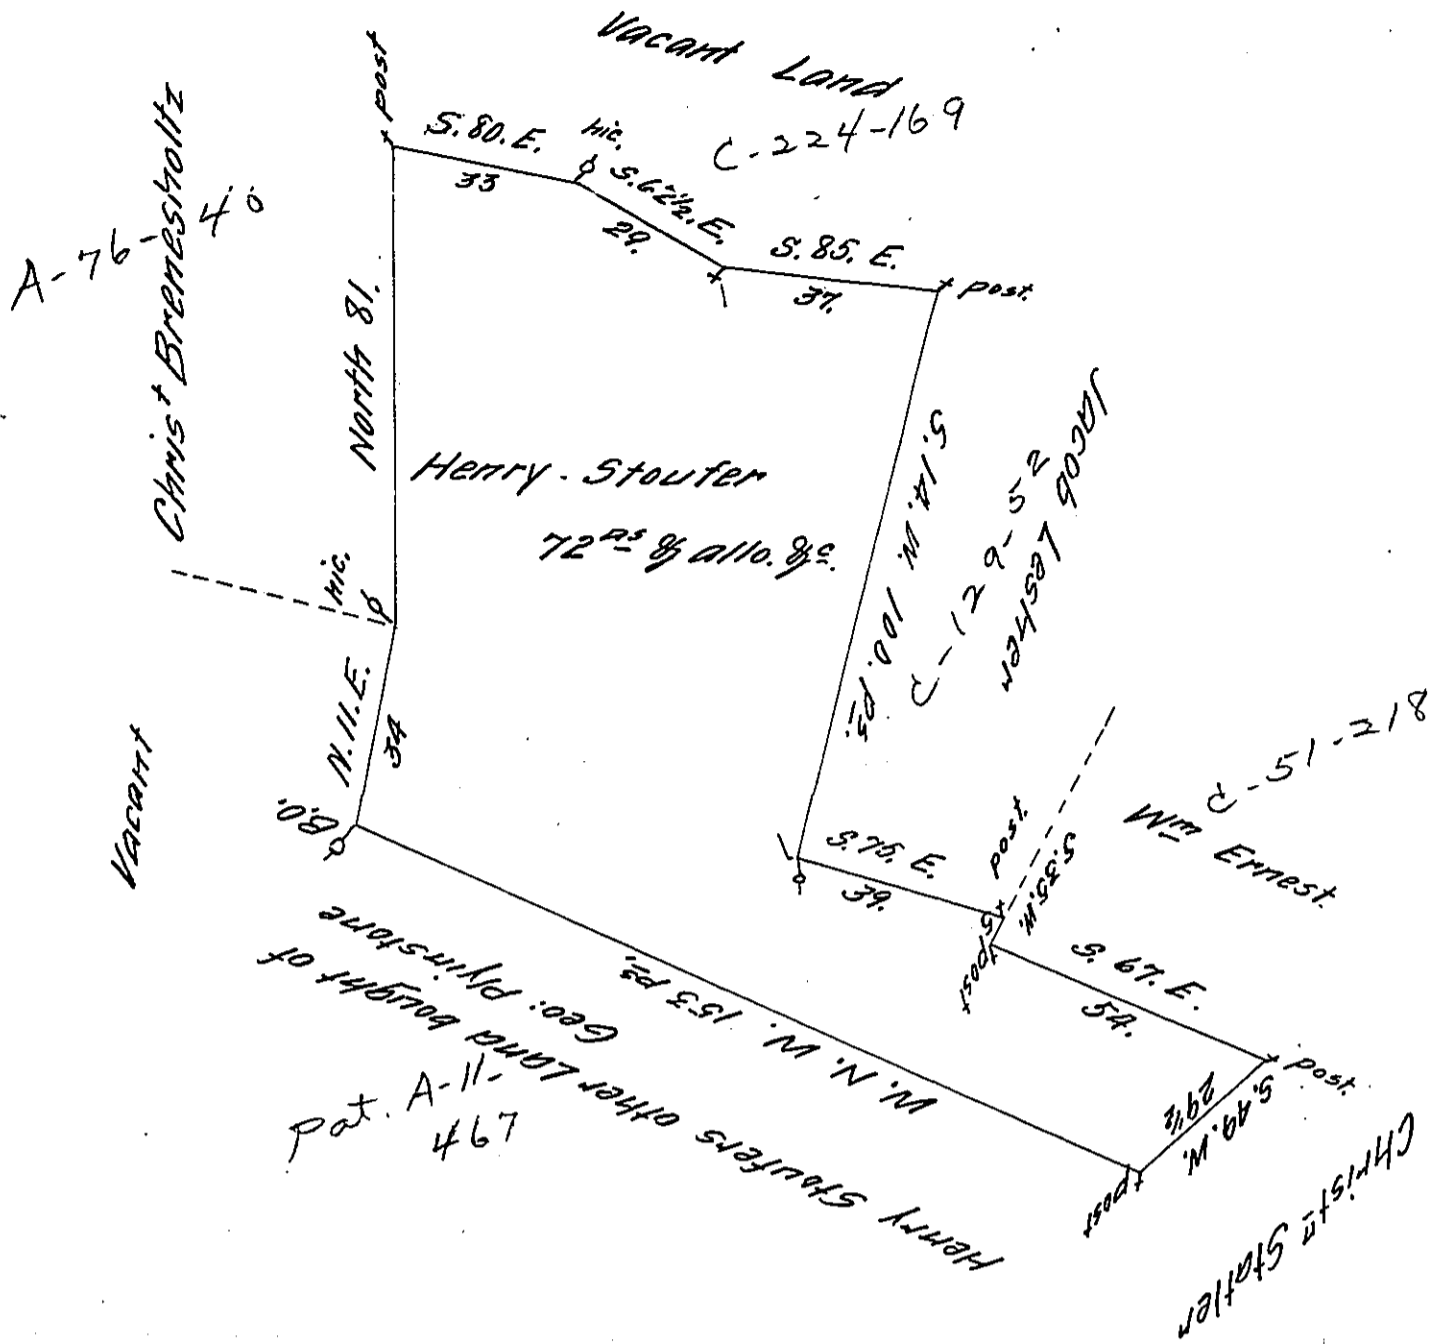 Vacant Land
C-224-169
post
S. 80. E.
33
hic.
S. 62½. E.
29.
S. 85. E.
37.
post.
A-76-40
Christ Bremesholtz
North 81.
hic.
Henry Stoufer
72 as & allo. &c.
S. 14. W. 100. ps.
C-129-52
Jacob Lesher
N. 11. E.
34
B.O.
Vacant
S. 75. E.
39.
post.
S. 35. W.
5
post
C-51-218
Wm Ernest.
S. 67. E.
54.
post.
S. 49. W.
29½
post
Christn Statler
W. N. W. 153 ps.
Henry Stoufers other Land bought of
Geo: Plyinstone
pat. A-11-
467